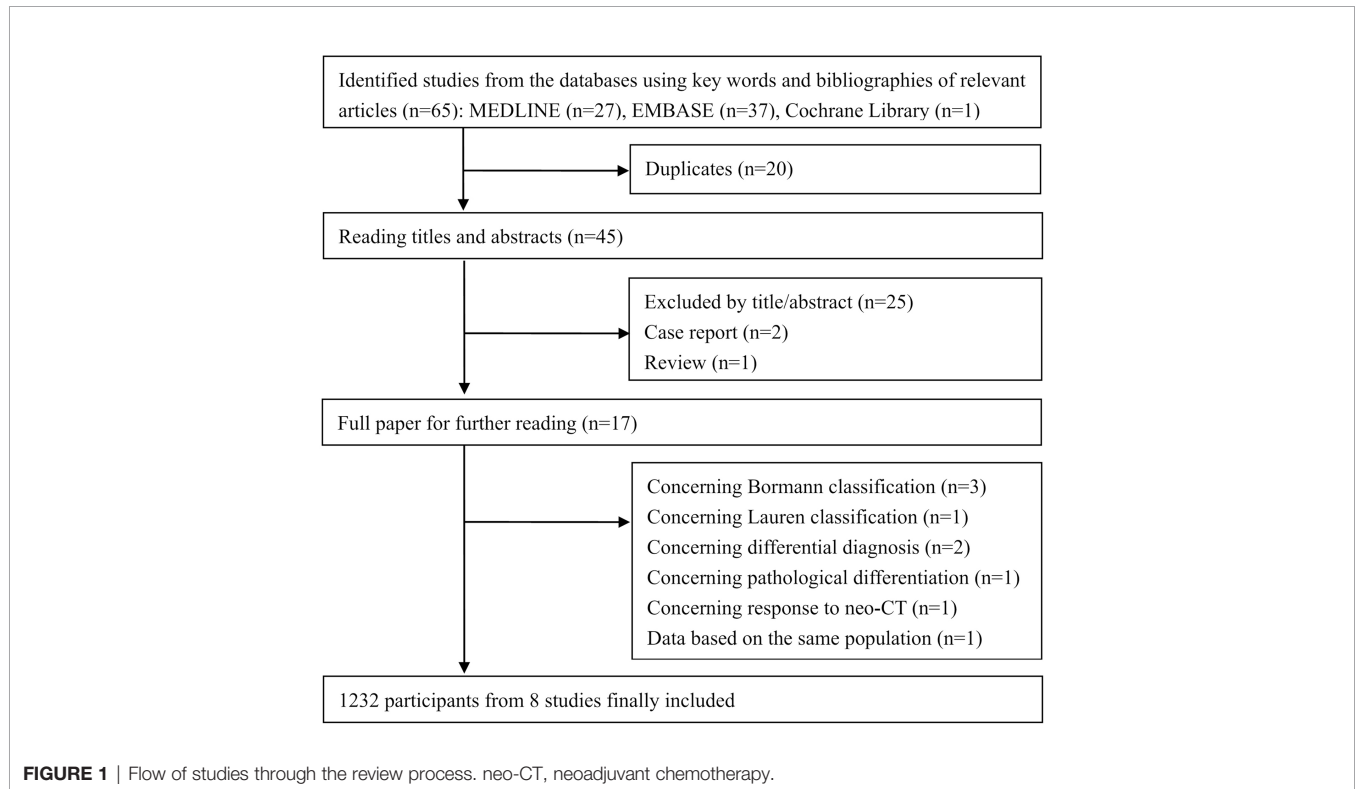 Identified studies from the databases using key words and bibliographies of relevant
articles (n=65): MEDLINE (n=27), EMBASE (n=37), Cochrane Library (n=1)
Duplicates (n=20)
Reading titles and abstracts (n=45)
Excluded by title/abstract (n=25)
Case report (n=2)
Review (n=1)
Full paper for further reading (n=17)
Concerning Bormann classification (n=3)
Concerning Lauren classification (n=1)
Concerning differential diagnosis (n=2)
Concerning pathological differentiation (n=1)
Concerning response to neo-CT (n=1)
Data based on the same population (n=1)
1232 participants from 8 studies finally included
FIGURE 1 | Flow of studies through the review process. neo-CT, neoadjuvant chemotherapy.